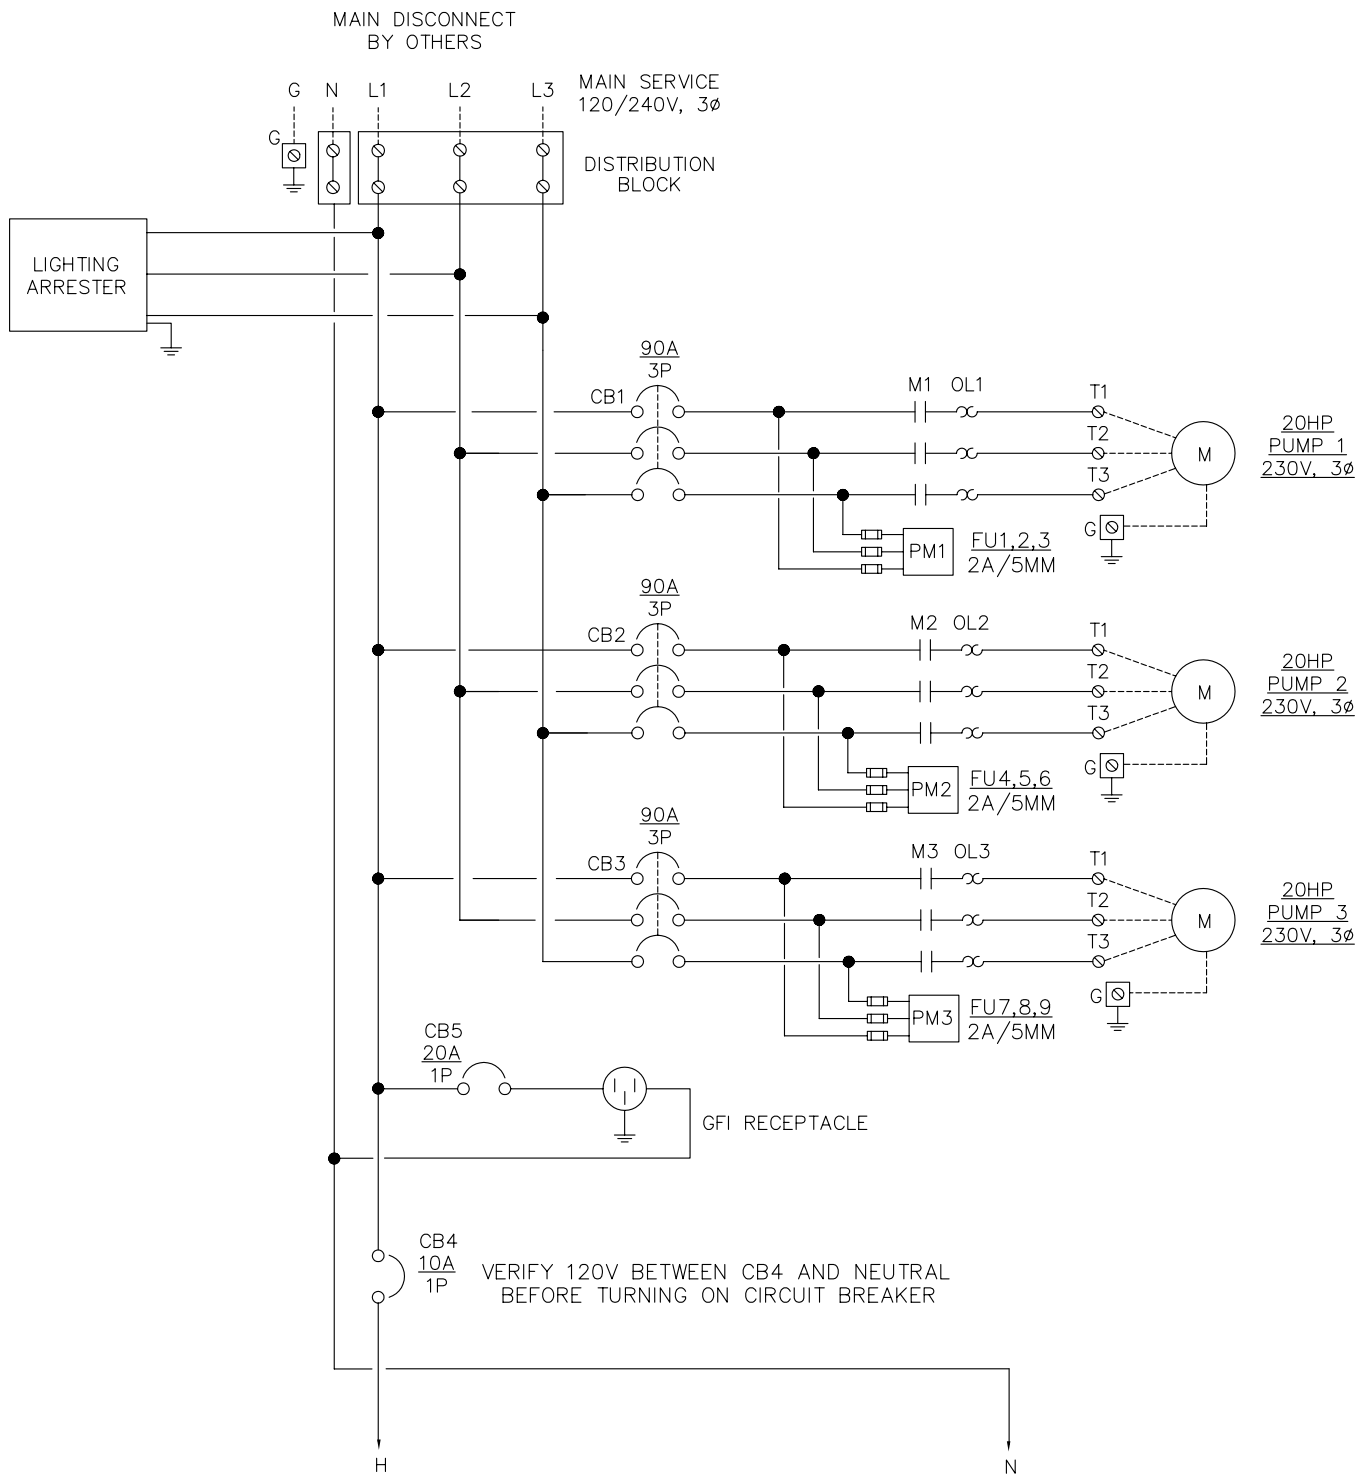 MAIN DISCONNECT
BY OTHERS
G N L1 L2 L3
MAIN SERVICE
120/240V, 3ø
G
DISTRIBUTION
BLOCK
LIGHTING
ARRESTER
90A
3P
CB1
M1 OL1
T1
T2
T3
M
20HP
PUMP 1
230V, 3ø
G
PM1
FU1,2,3
2A/5MM
90A
3P
CB2
M2 OL2
T1
T2
T3
M
20HP
PUMP 2
230V, 3ø
G
PM2
FU4,5,6
2A/5MM
90A
3P
CB3
M3 OL3
T1
T2
T3
M
20HP
PUMP 3
230V, 3ø
G
PM3
FU7,8,9
2A/5MM
CB5
20A
1P
GFI RECEPTACLE
CB4
10A
1P
VERIFY 120V BETWEEN CB4 AND NEUTRAL
BEFORE TURNING ON CIRCUIT BREAKER
H
N